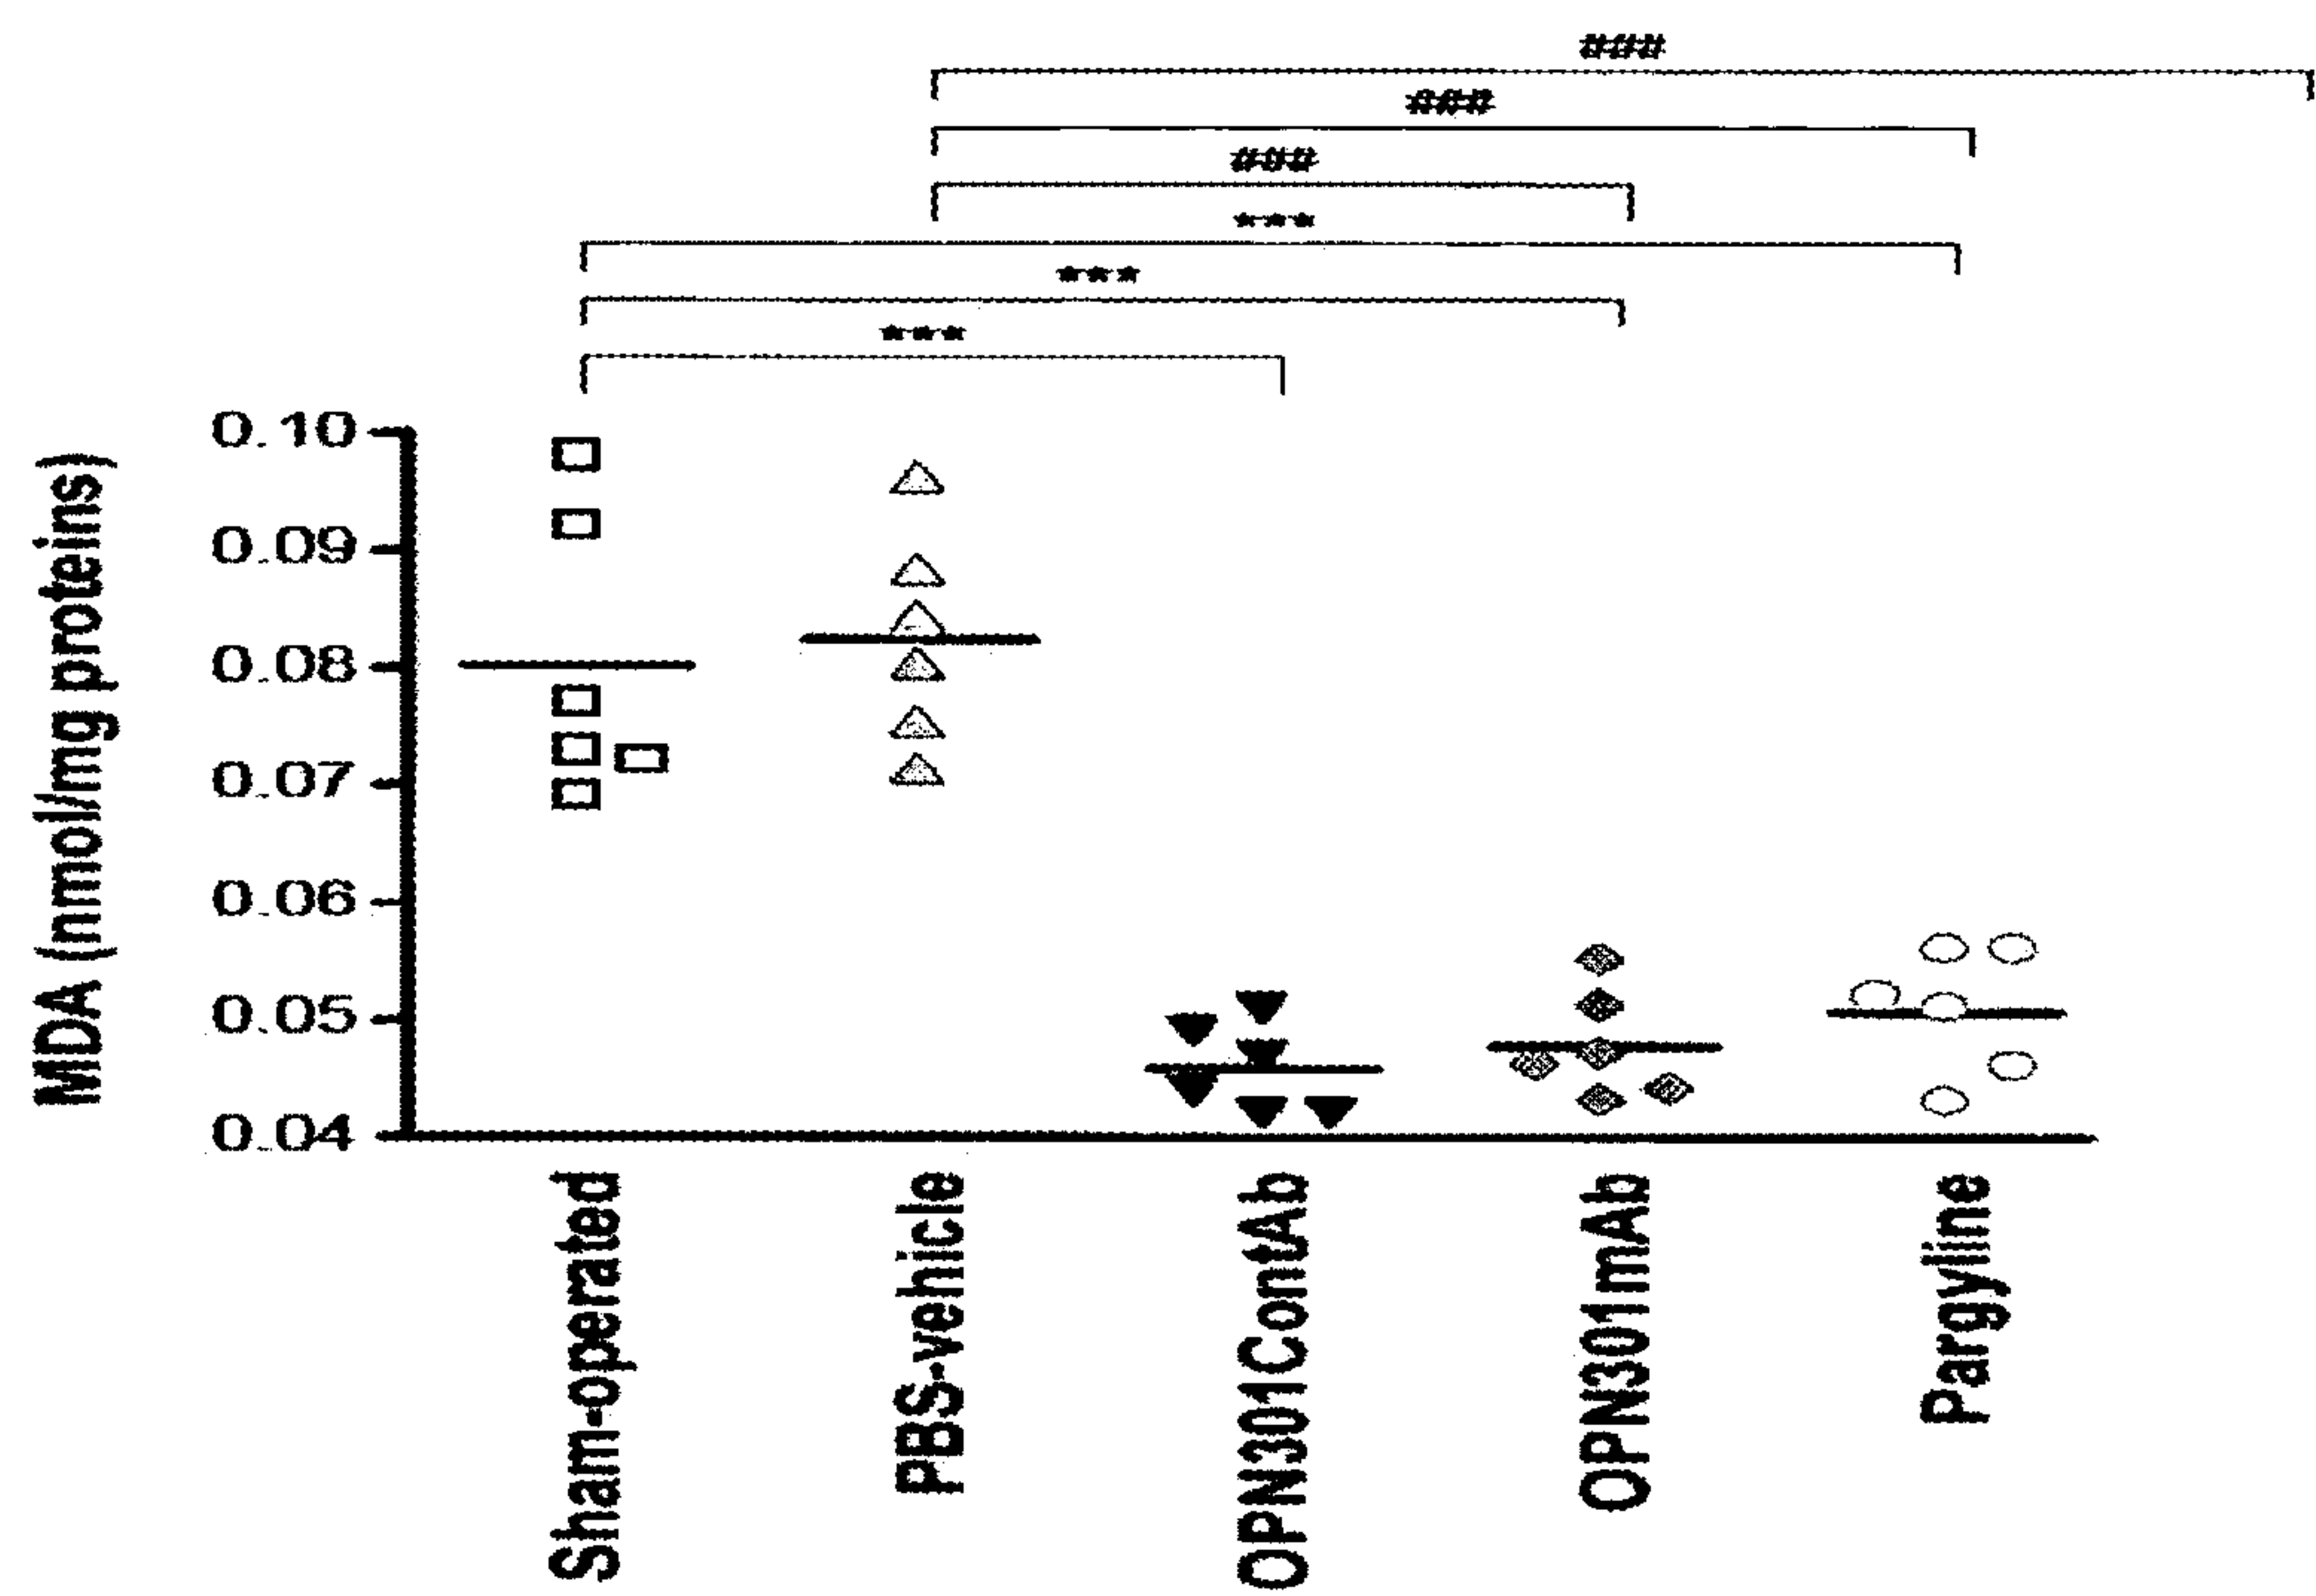 ###
###
###
***
***
***
0.10
0.09
0.08
0.07
0.06
0.05
0.04
MDA (nmol/mg proteins)
Sham-operated
PBS-vehicle
OPN301ContAb
OPN301mAb
Pargyline